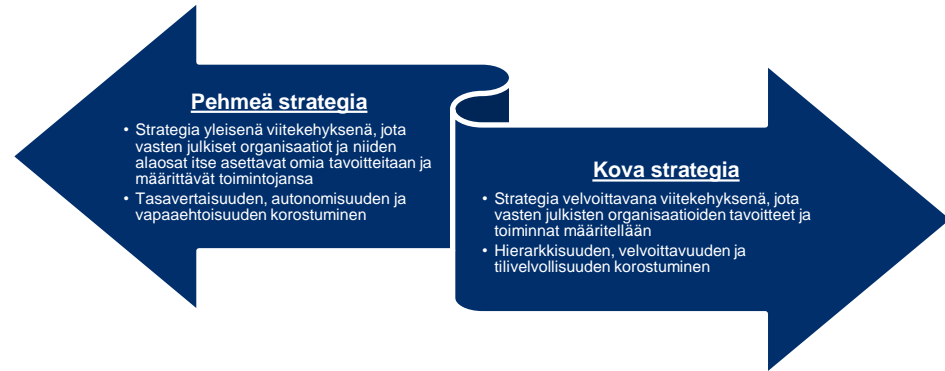 Pehmeä strategia
• Strategia yleisenä viitekehyksenä, jota
vasten julkiset organisaatiot ja niiden
alaosat itse asettavat omia tavoitteitaan ja
määrittävät toimintojansa
• Tasavertaisuuden, autonomisuuden ja
vapaaehtoisuuden korostuminen
Kova strategia
• Strategia velvoittavana viitekehyksenä, jota
vasten julkisten organisaatioiden tavoitteet ja
toiminnat määritellään
• Hierarkkisuuden, velvoittavuuden ja
tilivelvollisuuden korostuminen